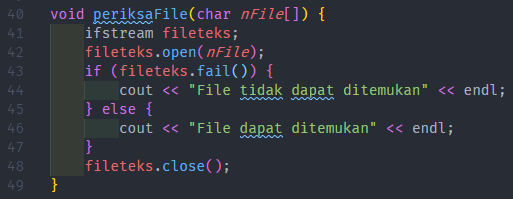 40 void periksaFile(char nFile[]) {
41 ifstream fileteks;
42 fileteks.open(nFile);
43 if (fileteks.fail()) {
44 cout << "File tidak dapat ditemukan" << endl;
45 } else {
46 cout << "File dapat ditemukan" << endl;
47 }
48 fileteks.close();
49 }